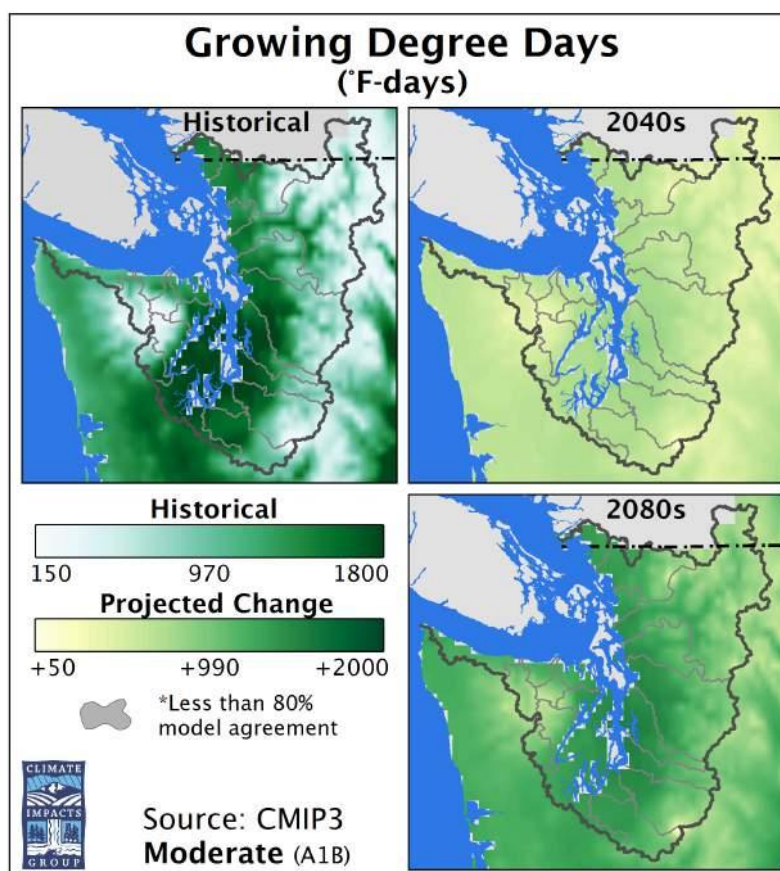 Growing Degree Days
(°F-days)
Historical
2040s
Historical
150 970 1800
Projected Change
+50 +990 +2000
*Less than 80%
model agreement
2080s
CLIMATE
IMPACTS
GROUP
Source: CMIP3
Moderate (A1B)